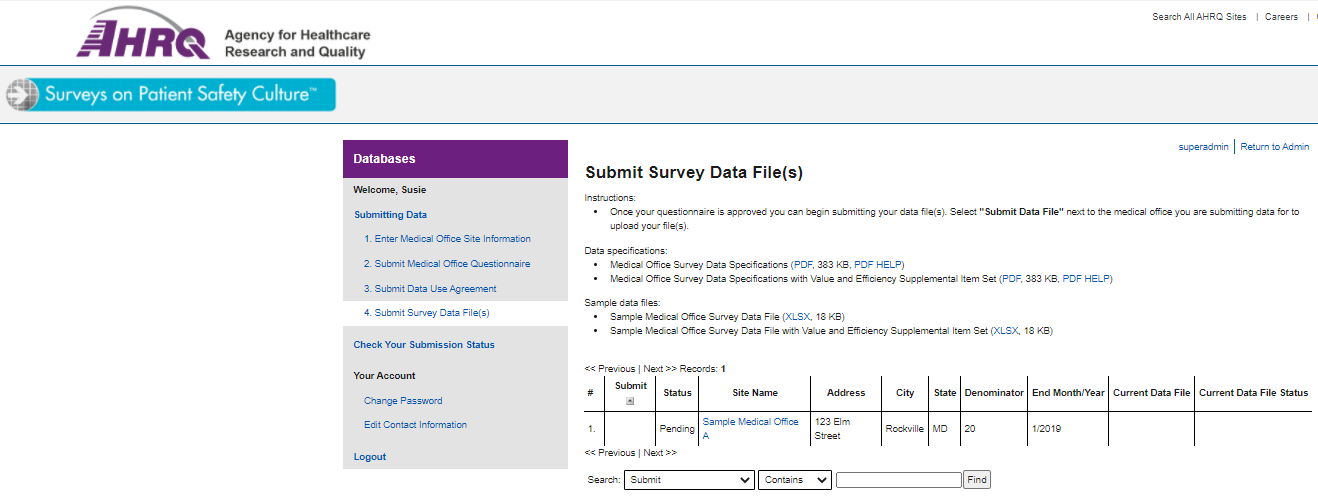 Search All AHRQ Sites | Careers |
AHRQ
Agency for Healthcare
Research and Quality
Surveys on Patient Safety Culture™
superadmin | Return to Admin
Databases
Welcome, Susie
Submitting Data
1. Enter Medical Office Site Information
2. Submit Medical Office Questionnaire
3. Submit Data Use Agreement
4. Submit Survey Data File(s)
Check Your Submission Status
Your Account
Change Password
Edit Contact Information
Logout
Submit Survey Data File(s)
Instructions:
• Once your questionnaire is approved you can begin submitting your data file(s). Select "Submit Data File" next to the medical office you are submitting data for to
upload your file(s).
Data specifications:
• Medical Office Survey Data Specifications (PDF, 383 KB, PDF HELP)
• Medical Office Survey Data Specifications with Value and Efficiency Supplemental Item Set (PDF, 383 KB, PDF HELP)
Sample data files:
• Sample Medical Office Survey Data File (XLSX, 18 KB)
• Sample Medical Office Survey Data File with Value and Efficiency Supplemental Item Set (XLSX, 18 KB)
<< Previous | Next >> Records: 1
# Submit Status Site Name Address City State Denominator End Month/Year Current Data File Current Data File Status
1. Pending Sample Medical Office A 123 Elm Street Rockville MD 20 1/2019
<< Previous | Next >>
Search: Submit Contains Find